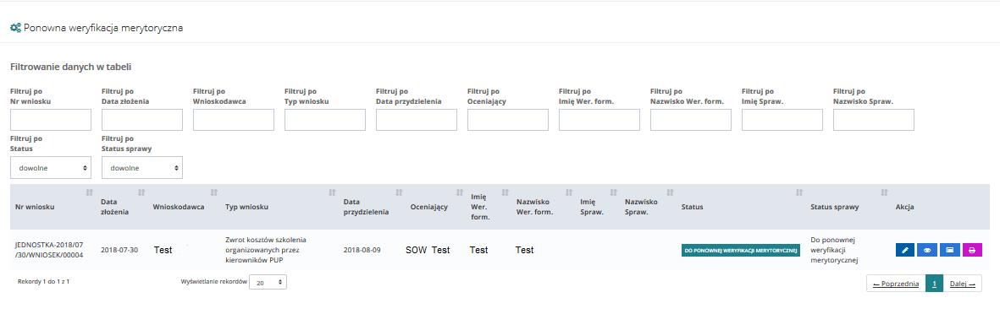 Ponowna weryfikacja merytoryczna
Filtrowanie danych w tabeli
Filtruj po Filtruj po Filtruj po Filtruj po Filtruj po Filtruj po Filtruj po Filtruj po Filtruj po Filtruj po
Nr wniosku Data złożenia Wnioskodawca Typ wniosku Data przydzielenia Oceniający Imię Wer. form. Nazwisko Wer. form. Imię Spraw. Nazwisko Spraw.
Filtruj po Filtruj po
Status Status sprawy
dowolne dowolne
Nr wniosku
Data
złożenia
Wnioskodawca
Typ wniosku
Data
przydzielenia
Oceniający
Imię
Wer.
form.
Nazwisko
Wer. form.
Imię
Spraw.
Nazwisko
Spraw.
Status
Status sprawy
Akcja
JEDNOSTKA-2018/07
/30/WNIOSEK/00004
2018-07-30
Test
Zwrot kosztów szkolenia
organizowanych przez
kierowników PUP
2018-08-09
SOW Test
Test
Test
DO PONOWNEJ WERYFIKACJI MERYTORYCZNEJ
Do ponownej
weryfikacji
merytorycznej
Rekordy 1 do 1 z 1
Wyświetlanie rekordów 20
← Poprzednia 1 Dalej →